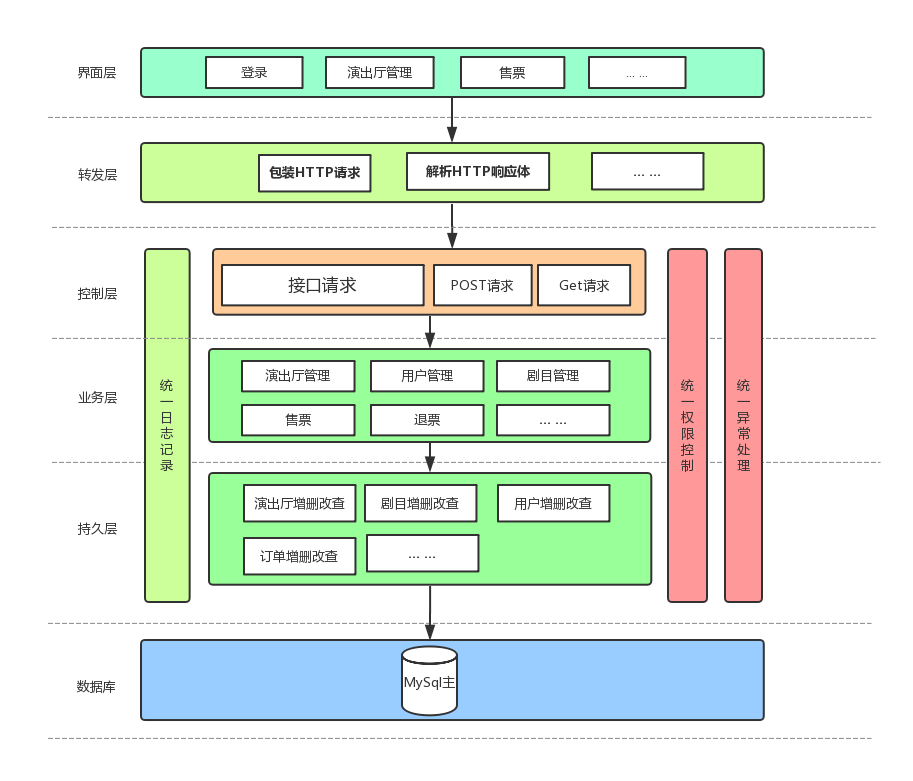 界面层
登录
演出厅管理
售票
... ...
转发层
包装HTTP请求
解析HTTP响应体
... ...
控制层
接口请求
POST请求
Get请求
业务层
演出厅管理
用户管理
剧目管理
售票
退票
... ...
统一日志记录
统一权限控制
统一异常处理
持久层
演出厅增删改查
剧目增删改查
用户增删改查
订单增删改查
... ...
数据库
MySql主